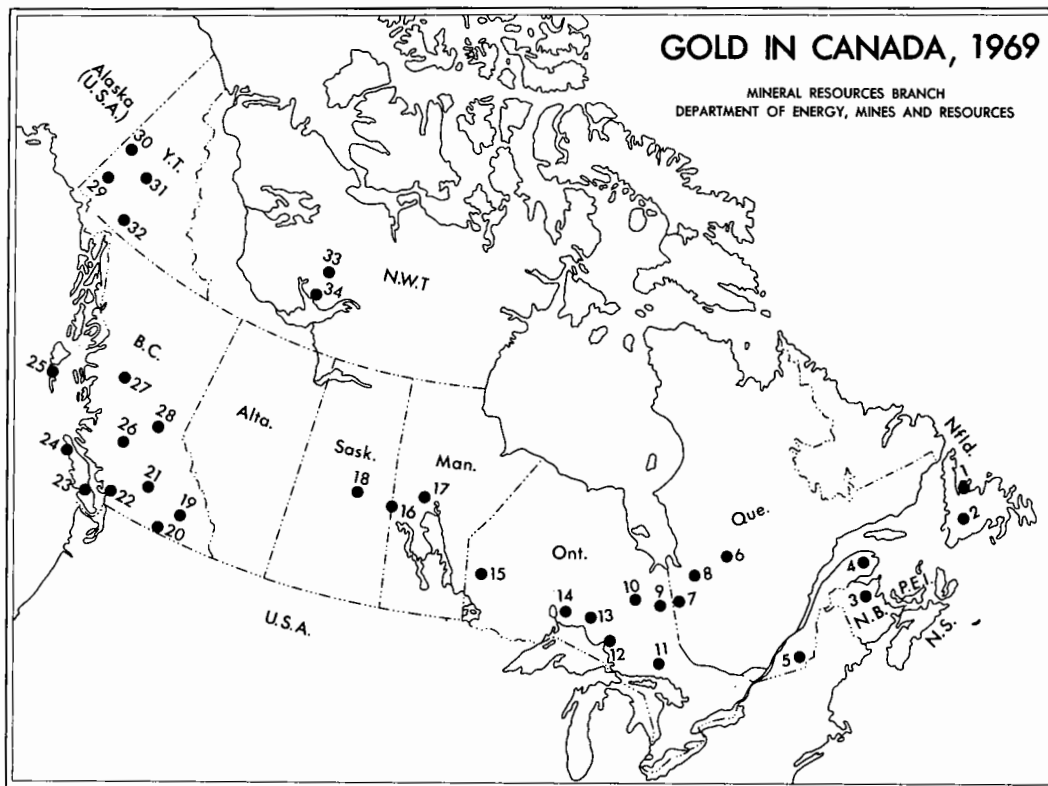 GOLD IN CANADA, 1969
MINERAL RESOURCES BRANCH
DEPARTMENT OF ENERGY, MINES AND RESOURCES
Alaska
(U.S.A.)
30
Y.T.
29
31
32
33
N.W.T
34
B.C.
25
27
28
Alta.
26
24
Sask.
Man.
Nfld.
1
21
18
17
23
22
19
16
2
20
Que.
Ont.
6
15
8
4
10
9
7
3
P.E.I.
14
13
N.B.
U.S.A.
N.S.
12
11
5